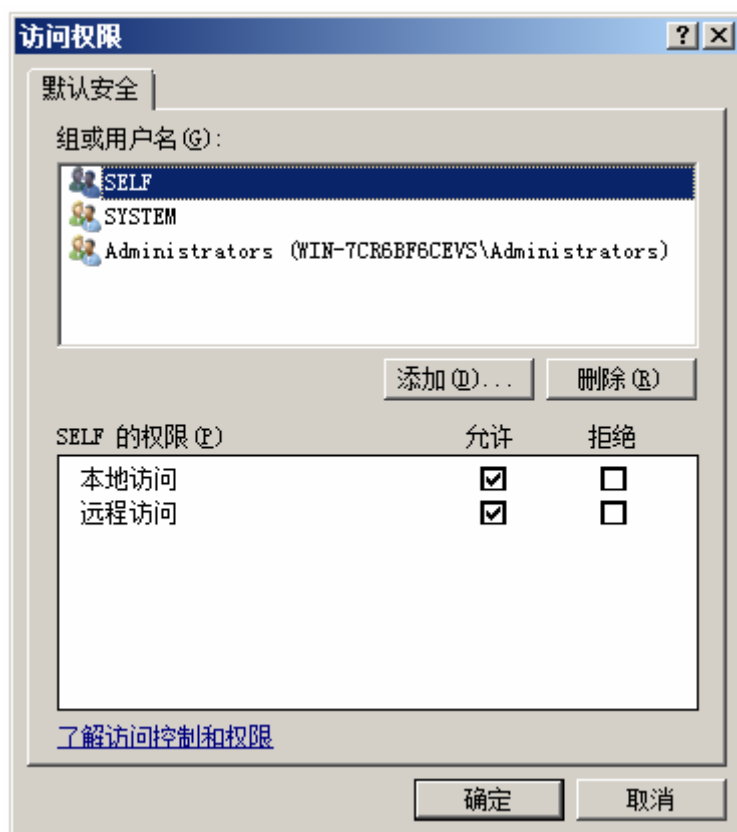 访问权限
默认安全
组或用户名(G):
SELF
SYSTEM
Administrators (WIN-7CR6BF6CEVS\Administrators)
添加(D)... 删除(R)
SELF 的权限(P) 允许 拒绝
本地访问
远程访问
了解访问控制和权限
确定 取消